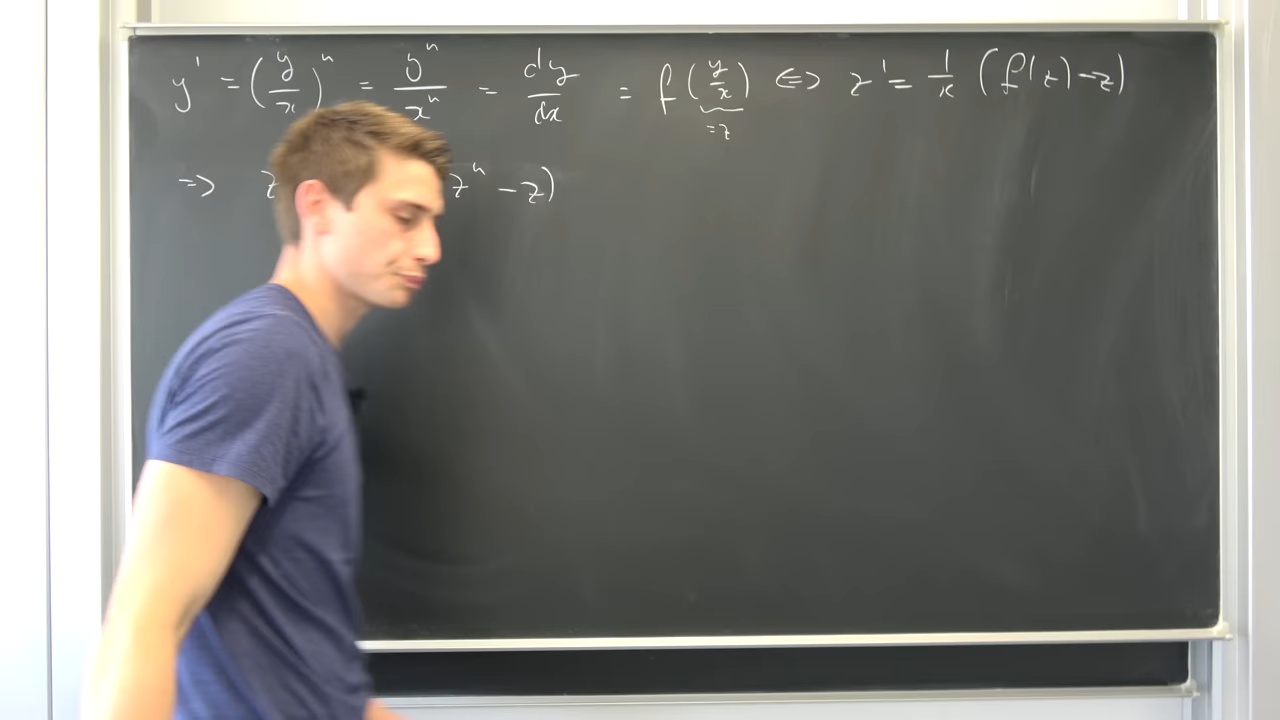 y' = (y/x)^n = y^n/x^n = dy/dx = f(y/x) ⇔ z' = 1/x (f(z) - z)
= z
⇒ z z^n - z)